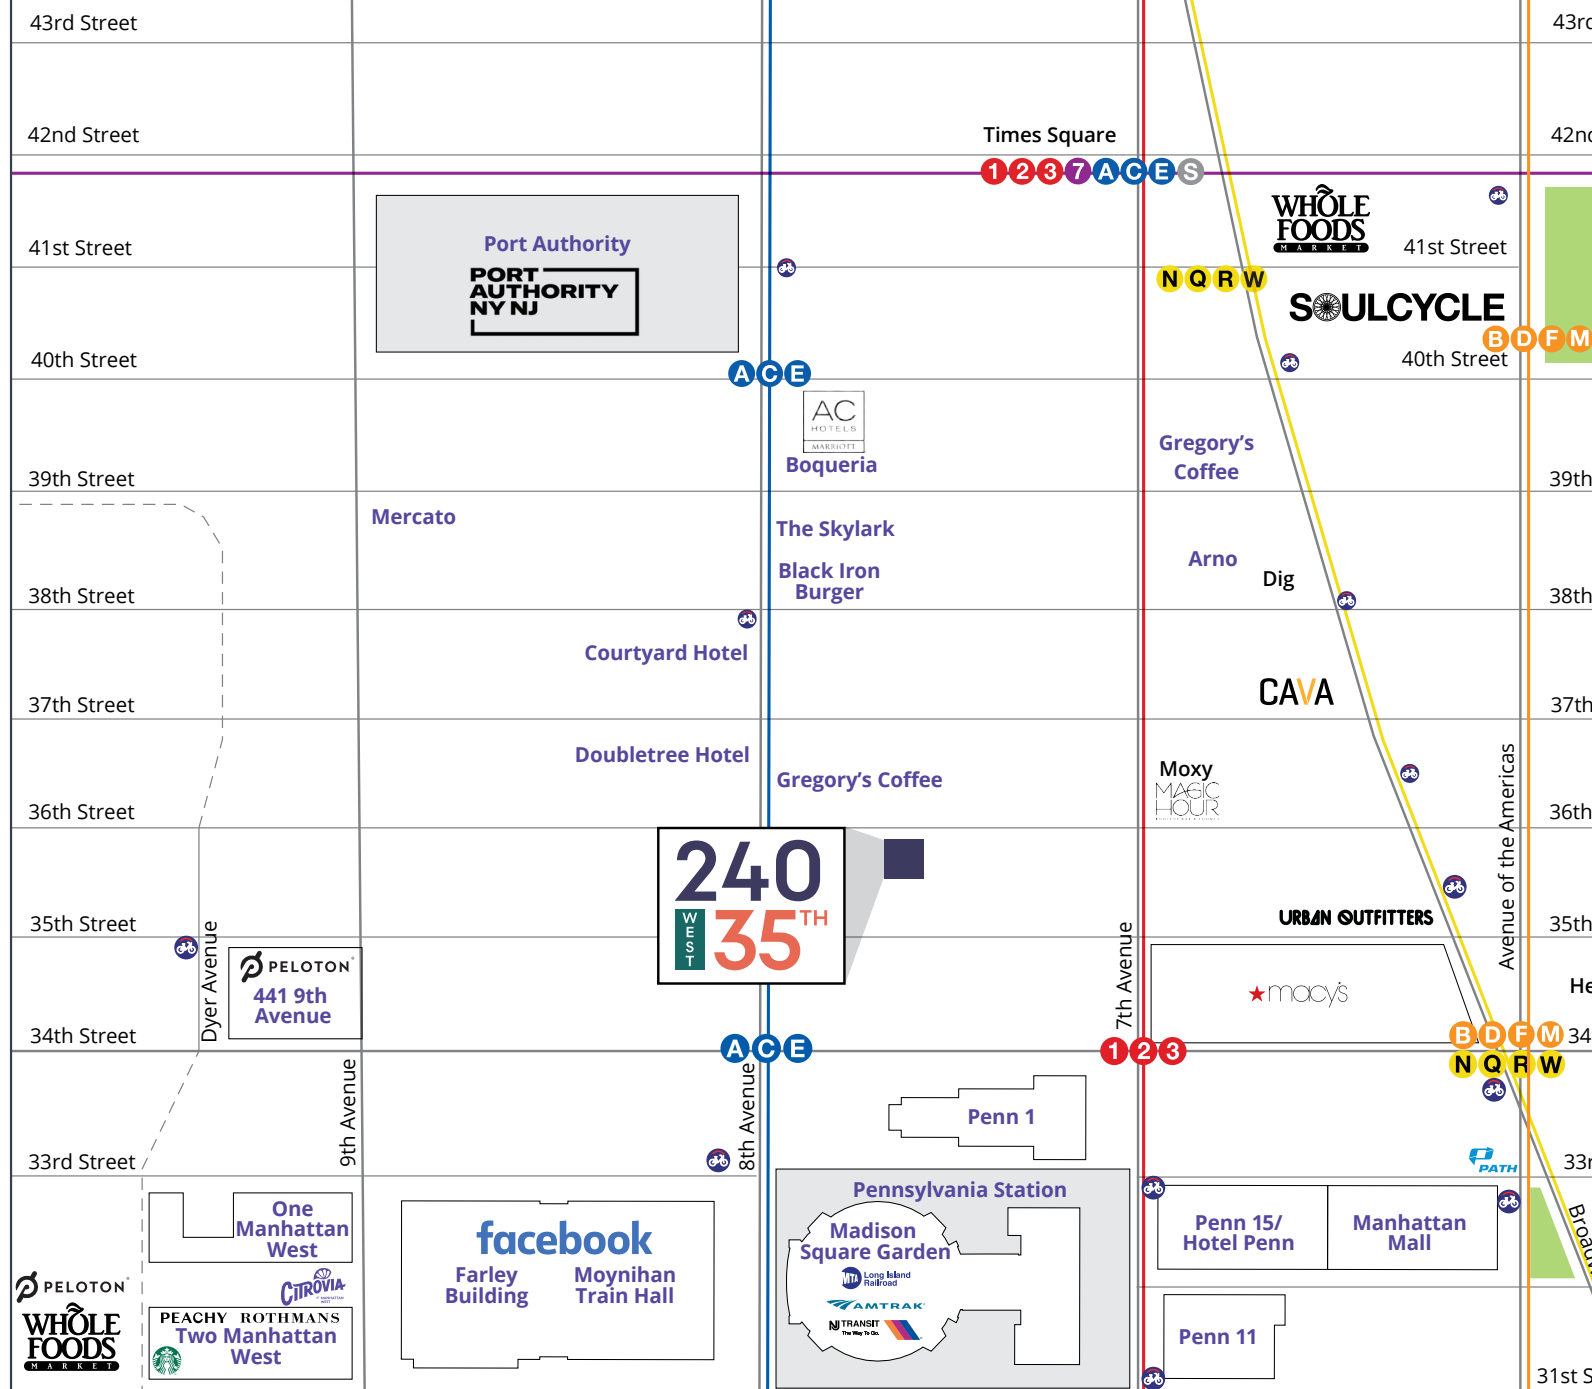 43rd Street
43rd
42nd Street
Times Square
42nd
1 2 3 7 A C E S
WHOLE
FOODS
MARKET
41st Street
Port Authority
41st Street
PORT
AUTHORITY
NY NJ
N Q R W
SOULCYCLE
B D F M
40th Street
40th Street
A C E
AC
HOTELS
MARRIOTT
Boqueria
Gregory's
Coffee
39th Street
39th
Mercato
The Skylark
Black Iron
Burger
Arno
Dig
38th Street
38th
Courtyard Hotel
CAVA
37th Street
37th
Doubletree Hotel
Gregory's Coffee
Moxy
MAGIC
HOUR
36th Street
36th
Avenue of the Americas
240
WEST
35TH
35th Street
URBAN OUTFITTERS
35th
Dyer Avenue
PELOTON
441 9th
Avenue
7th Avenue
macy's
He
34th Street
A C E
1 2 3
B D F M
34
N Q R W
9th Avenue
8th Avenue
Penn 1
33rd Street
PATH
33r
One
Manhattan
West
facebook
Farley
Building
Moynihan
Train Hall
Pennsylvania Station
Madison
Square Garden
MTA Long Island
Railroad
AMTRAK
NJ TRANSIT
The Way To Go.
Penn 15/
Hotel Penn
Manhattan
Mall
Broadw
PELOTON
CITROVIA
WHOLE
FOODS
MARKET
PEACHY ROTHMANS
Two Manhattan
West
Penn 11
31st S